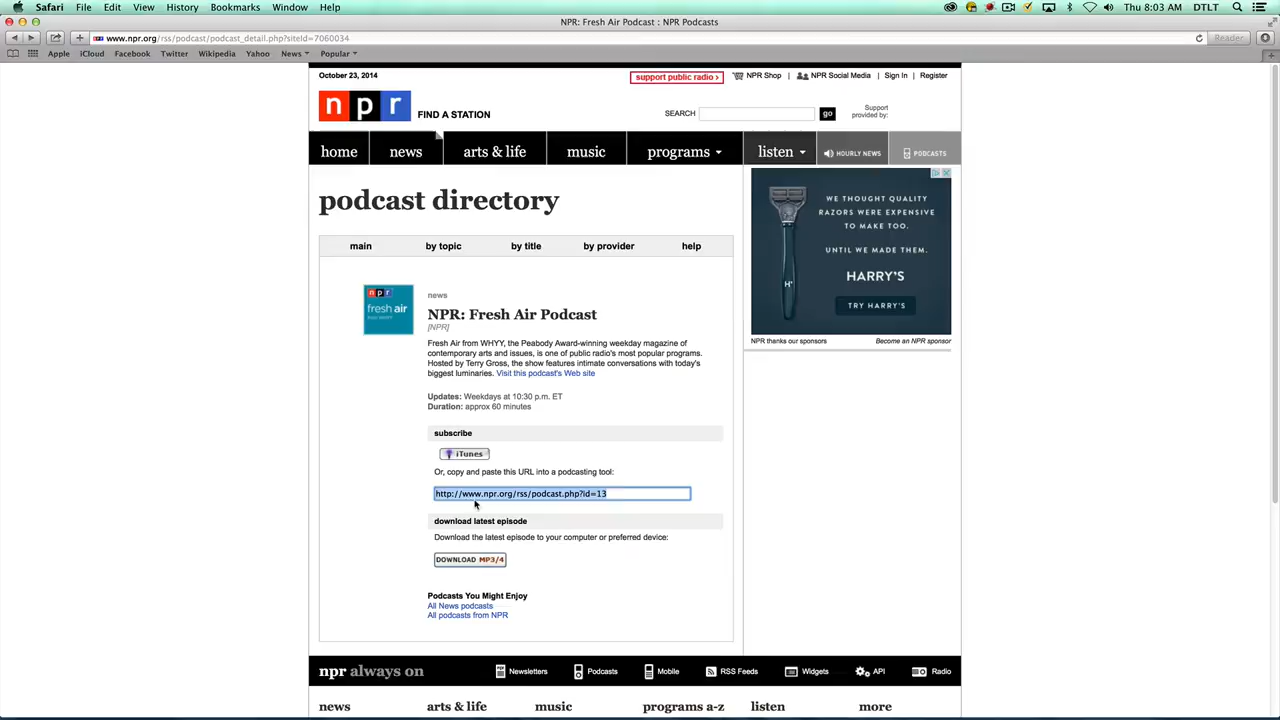 Safari File Edit View History Bookmarks Window Help Thu 8:03 AM DTLT
NPR: Fresh Air Podcast : NPR Podcasts
www.npr.org/rss/podcast/podcast_detail.php?siteId=7060034 Reader
Apple iCloud Facebook Twitter Wikipedia Yahoo News Popular
October 23, 2014 support public radio › NPR Shop | NPR Social Media | Sign In | Register
npr FIND A STATION SEARCH go Support
provided by:
home news arts & life music programs listen HOURLY NEWS PODCASTS
podcast directory
main by topic by title by provider help
npr
fresh air
news
NPR: Fresh Air Podcast
[NPR]
Fresh Air from WHYY, the Peabody Award-winning weekday magazine of
contemporary arts and issues, is one of public radio's most popular programs.
Hosted by Terry Gross, the show features intimate conversations with today's
biggest luminaries. Visit this podcast's Web site
Updates: Weekdays at 10:30 p.m. ET
Duration: approx 60 minutes
subscribe
iTunes
Or, copy and paste this URL into a podcasting tool:
http://www.npr.org/rss/podcast.php?id=13
download latest episode
Download the latest episode to your computer or preferred device:
DOWNLOAD MP3/4
Podcasts You Might Enjoy
All News podcasts
All podcasts from NPR
WE THOUGHT QUALITY
RAZORS WERE EXPENSIVE
TO MAKE TOO.
UNTIL WE MADE THEM.
HARRY'S
TRY HARRY'S
H'
NPR thanks our sponsors Become an NPR sponsor
npr always on Newsletters Podcasts Mobile RSS Feeds Widgets API Radio
news arts & life music programs a-z listen more